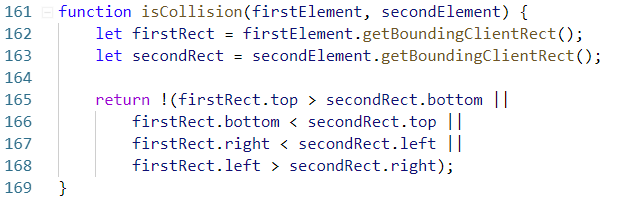 161 function isCollision(firstElement, secondElement) {
162     let firstRect = firstElement.getBoundingClientRect();
163     let secondRect = secondElement.getBoundingClientRect();
164
165     return !(firstRect.top > secondRect.bottom ||
166         firstRect.bottom < secondRect.top ||
167         firstRect.right < secondRect.left ||
168         firstRect.left > secondRect.right);
169 }